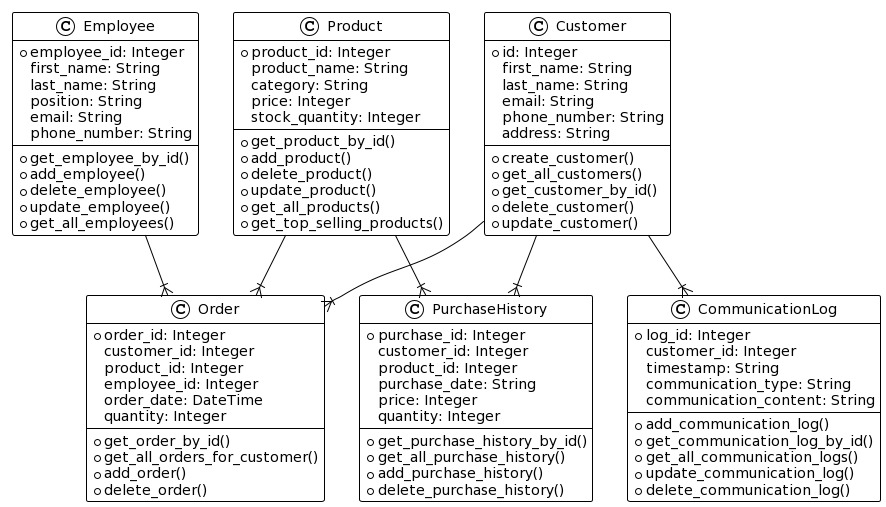 C Employee
employee_id: Integer
first_name: String
last_name: String
position: String
email: String
phone_number: String
get_employee_by_id()
add_employee()
delete_employee()
update_employee()
get_all_employees()
C Product
product_id: Integer
product_name: String
category: String
price: Integer
stock_quantity: Integer
get_product_by_id()
add_product()
delete_product()
update_product()
get_all_products()
get_top_selling_products()
C Customer
id: Integer
first_name: String
last_name: String
email: String
phone_number: String
address: String
create_customer()
get_all_customers()
get_customer_by_id()
delete_customer()
update_customer()
C Order
order_id: Integer
customer_id: Integer
product_id: Integer
employee_id: Integer
order_date: DateTime
quantity: Integer
get_order_by_id()
get_all_orders_for_customer()
add_order()
delete_order()
C PurchaseHistory
purchase_id: Integer
customer_id: Integer
product_id: Integer
purchase_date: String
price: Integer
quantity: Integer
get_purchase_history_by_id()
get_all_purchase_history()
add_purchase_history()
delete_purchase_history()
C CommunicationLog
log_id: Integer
customer_id: Integer
timestamp: String
communication_type: String
communication_content: String
add_communication_log()
get_communication_log_by_id()
get_all_communication_logs()
update_communication_log()
delete_communication_log()